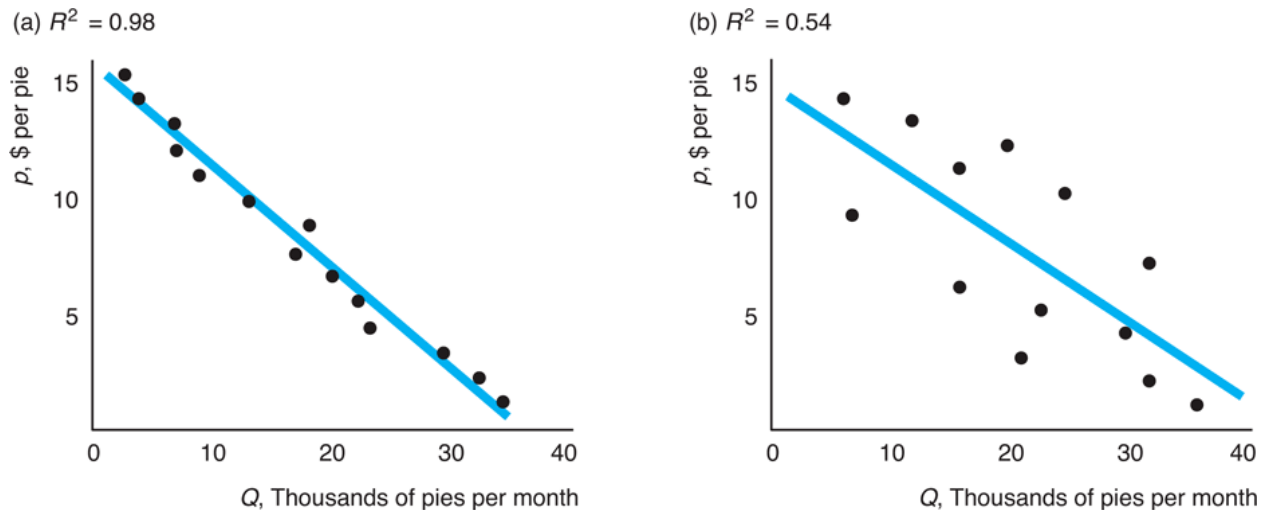 (a) R² = 0.98
p, $ per pie
15
10
5
0 10 20 30 40
Q, Thousands of pies per month
(b) R² = 0.54
p, $ per pie
15
10
5
0 10 20 30 40
Q, Thousands of pies per month